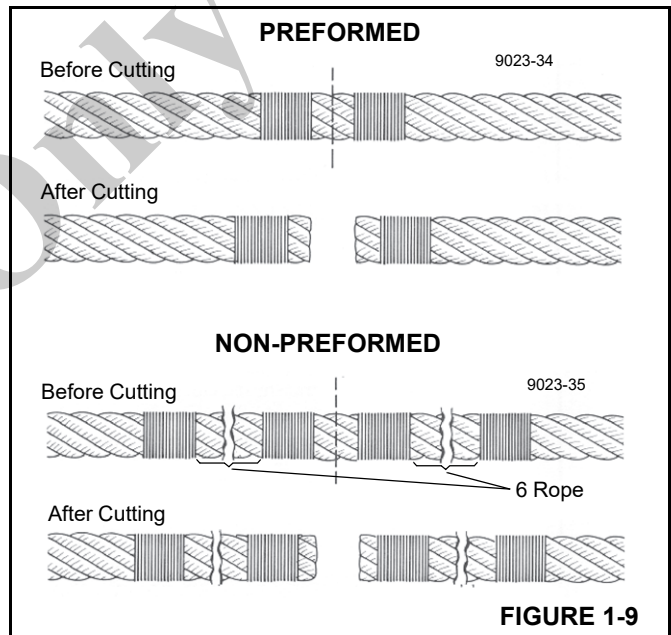 PREFORMED
9023-34
Before Cutting
After Cutting
NON-PREFORMED
Before Cutting
9023-35
6 Rope
After Cutting
FIGURE 1-9
Only